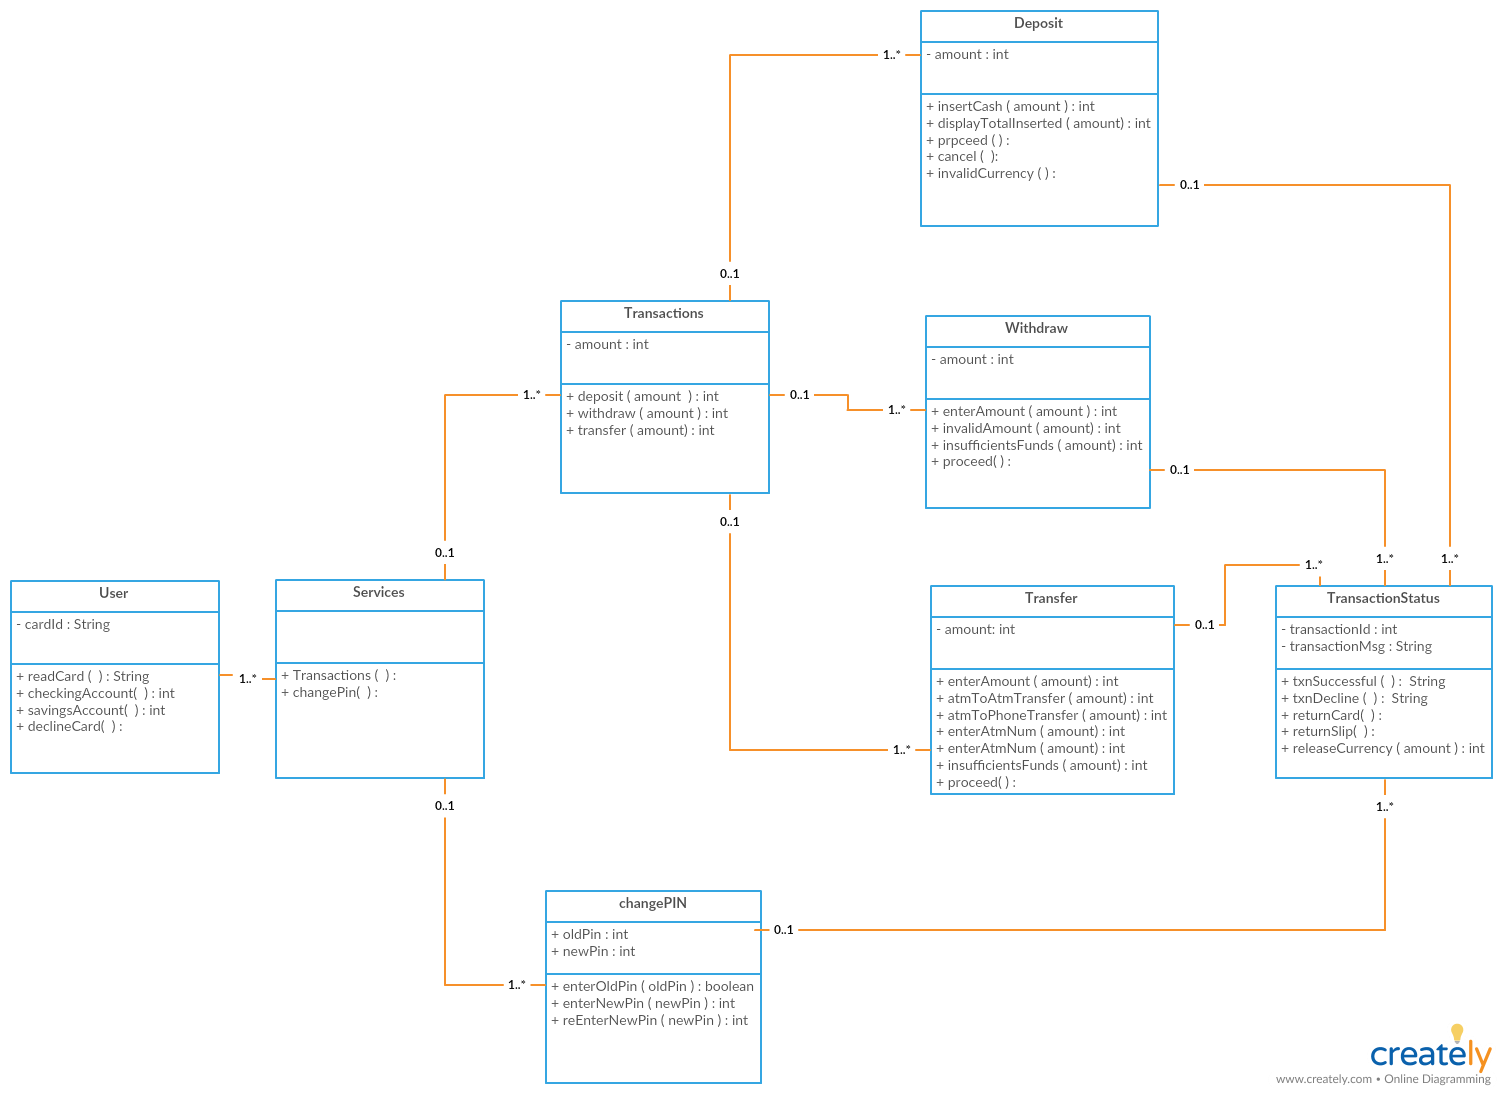 Deposit
- amount : int
+ insertCash ( amount ) : int
+ displayTotalInserted ( amount) : int
+ prpceed ( ) :
+ cancel (  ):
+ invalidCurrency ( ) :
1..*
0..1
0..1
Transactions
- amount : int
+ deposit ( amount  ) : int
+ withdraw ( amount ) : int
+ transfer ( amount) : int
1..*
0..1
0..1
1..*
0..1
Withdraw
- amount : int
+ enterAmount ( amount ) : int
+ invalidAmount ( amount) : int
+ insufficientsFunds ( amount) : int
+ proceed( ) :
0..1
1..*
1..*
1..*
User
- cardId : String
+ readCard (  ) : String
+ checkingAccount(  ) : int
+ savingsAccount(  ) : int
+ declineCard(  ) :
1..*
Services
+ Transactions (  ) :
+ changePin(  ) :
0..1
1..*
Transfer
- amount: int
+ enterAmount ( amount) : int
+ atmToAtmTransfer ( amount) : int
+ atmToPhoneTransfer ( amount) : int
+ enterAtmNum ( amount) : int
+ enterAtmNum ( amount) : int
+ insufficientsFunds ( amount) : int
+ proceed( ) :
0..1
TransactionStatus
- transactionId : int
- transactionMsg : String
+ txnSuccessful (  ) :  String
+ txnDecline (  ) :  String
+ returnCard(  ) :
+ returnSlip(  ) :
+ releaseCurrency ( amount ) : int
1..*
changePIN
+ oldPin : int
+ newPin : int
+ enterOldPin ( oldPin ) : boolean
+ enterNewPin ( newPin ) : int
+ reEnterNewPin ( newPin ) : int
0..1
1..*
creately
www.creately.com • Online Diagramming